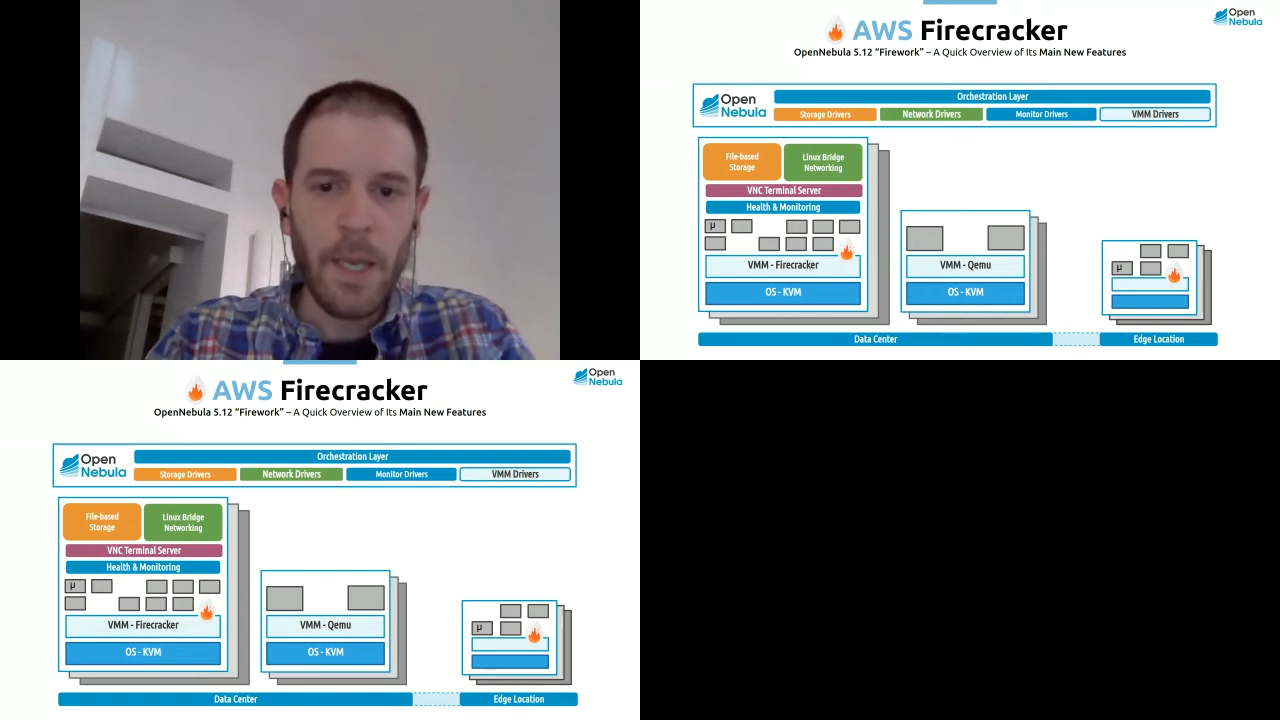 AWS Firecracker
Open
Nebula
OpenNebula 5.12 “Firework” – A Quick Overview of Its Main New Features
Open
Nebula
Orchestration Layer
Storage Drivers
Network Drivers
Monitor Drivers
VMM Drivers
File-based
Storage
Linux Bridge
Networking
VNC Terminal Server
Health & Monitoring
μ
VMM - Firecracker
OS - KVM
VMM - Qemu
OS - KVM
μ
Data Center
Edge Location
AWS Firecracker
Open
Nebula
OpenNebula 5.12 “Firework” – A Quick Overview of Its Main New Features
Open
Nebula
Orchestration Layer
Storage Drivers
Network Drivers
Monitor Drivers
VMM Drivers
File-based
Storage
Linux Bridge
Networking
VNC Terminal Server
Health & Monitoring
μ
VMM - Firecracker
OS - KVM
VMM - Qemu
OS - KVM
μ
Data Center
Edge Location